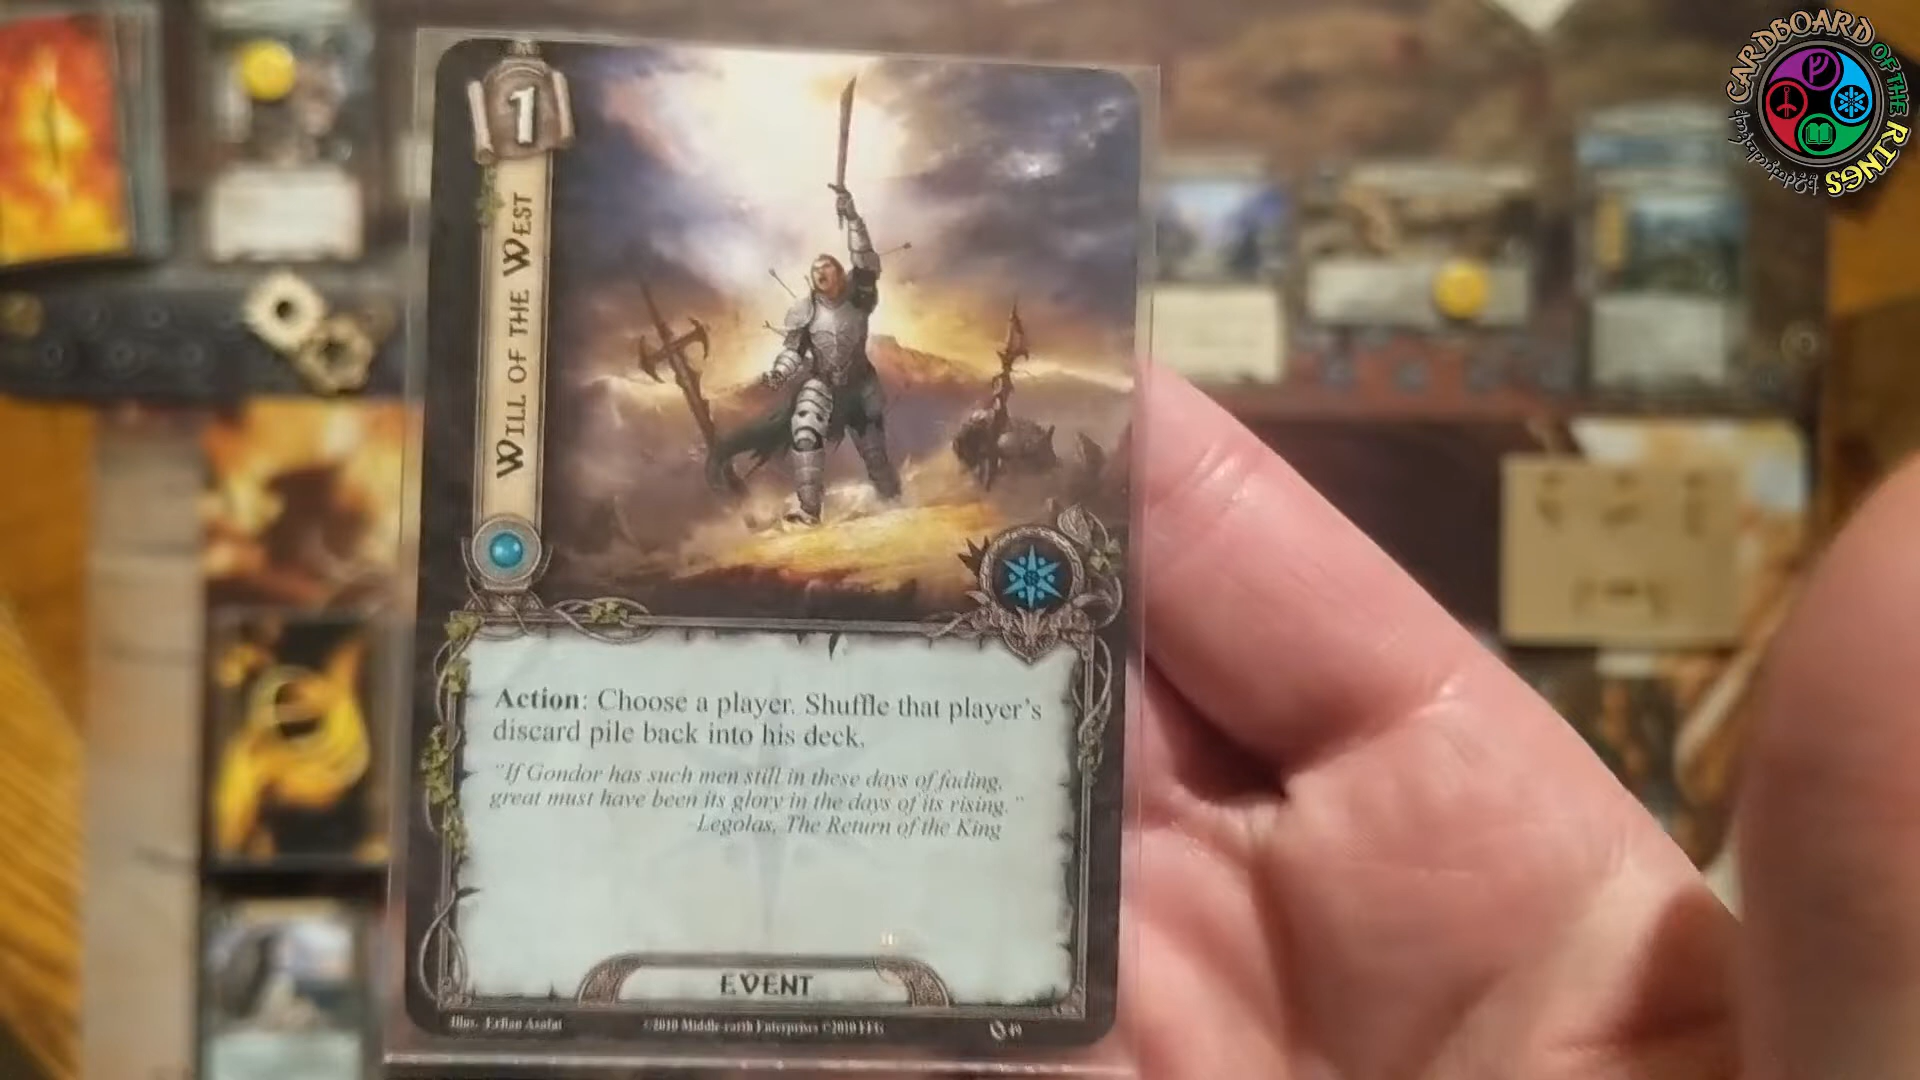 CARDBOARD OF THE RINGS
1
WILL OF THE WEST
Action: Choose a player. Shuffle that player's
discard pile back into his deck.
"If Gondor has such men still in these days of fading,
great must have been its glory in the days of its rising."
Legolas, The Return of the King
EVENT
Illus. Erfian Asafat
©2010 Middle-earth Enterprises ©2010 FFG
49